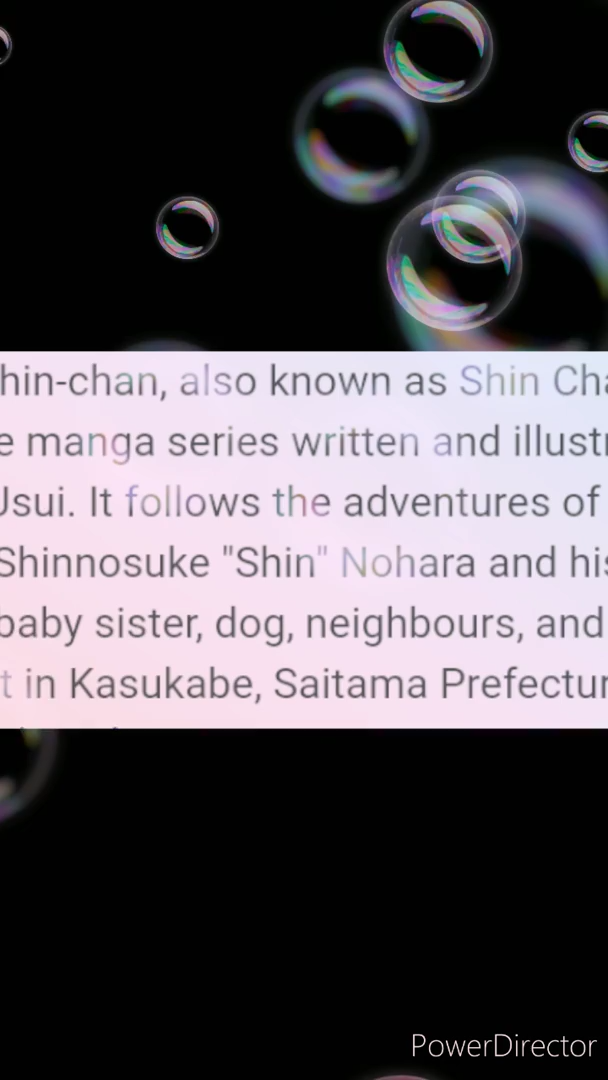 hin-chan, also known as Shin Cha
e manga series written and illustr
Usui. It follows the adventures of
Shinnosuke "Shin" Nohara and his
baby sister, dog, neighbours, and
t in Kasukabe, Saitama Prefectur
PowerDirector